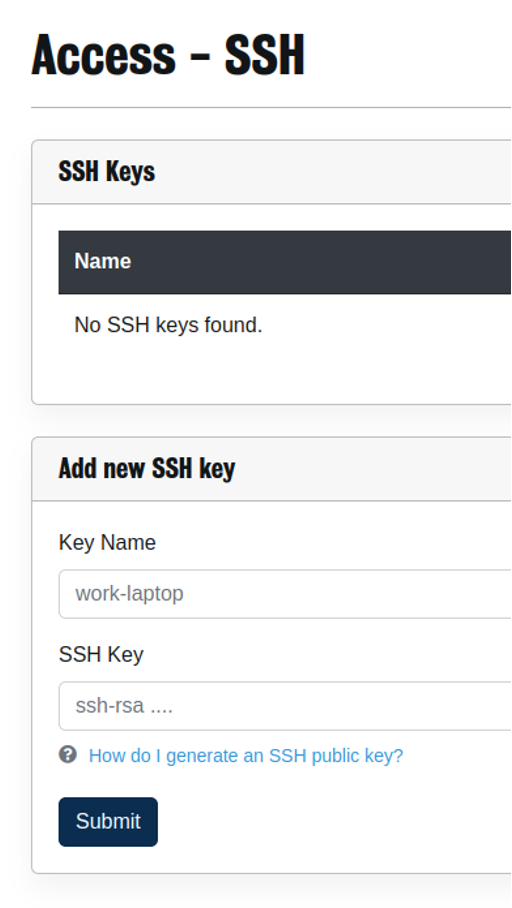 Access – SSH
SSH Keys
Name
No SSH keys found.
Add new SSH key
Key Name
work-laptop
SSH Key
ssh-rsa ....
How do I generate an SSH public key?
Submit